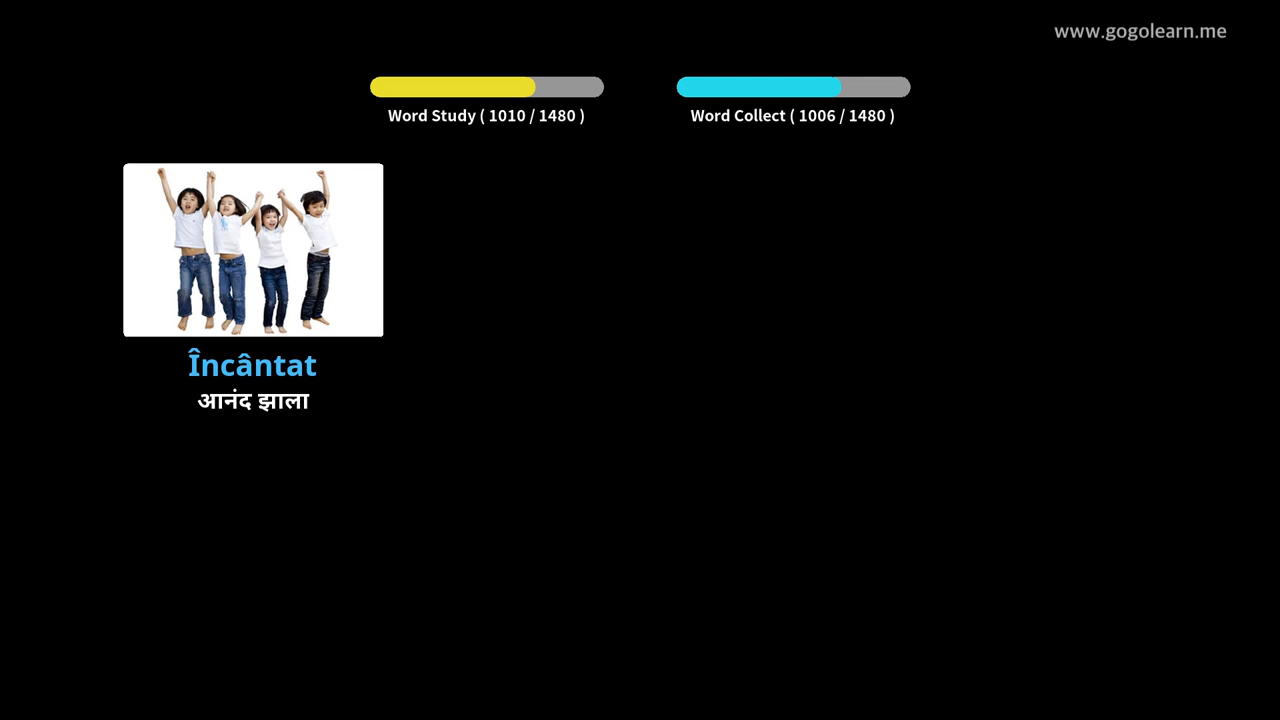 www.gogolearn.me
Word Study ( 1010 / 1480 )
Word Collect ( 1006 / 1480 )
Încântat
आनंद झाला